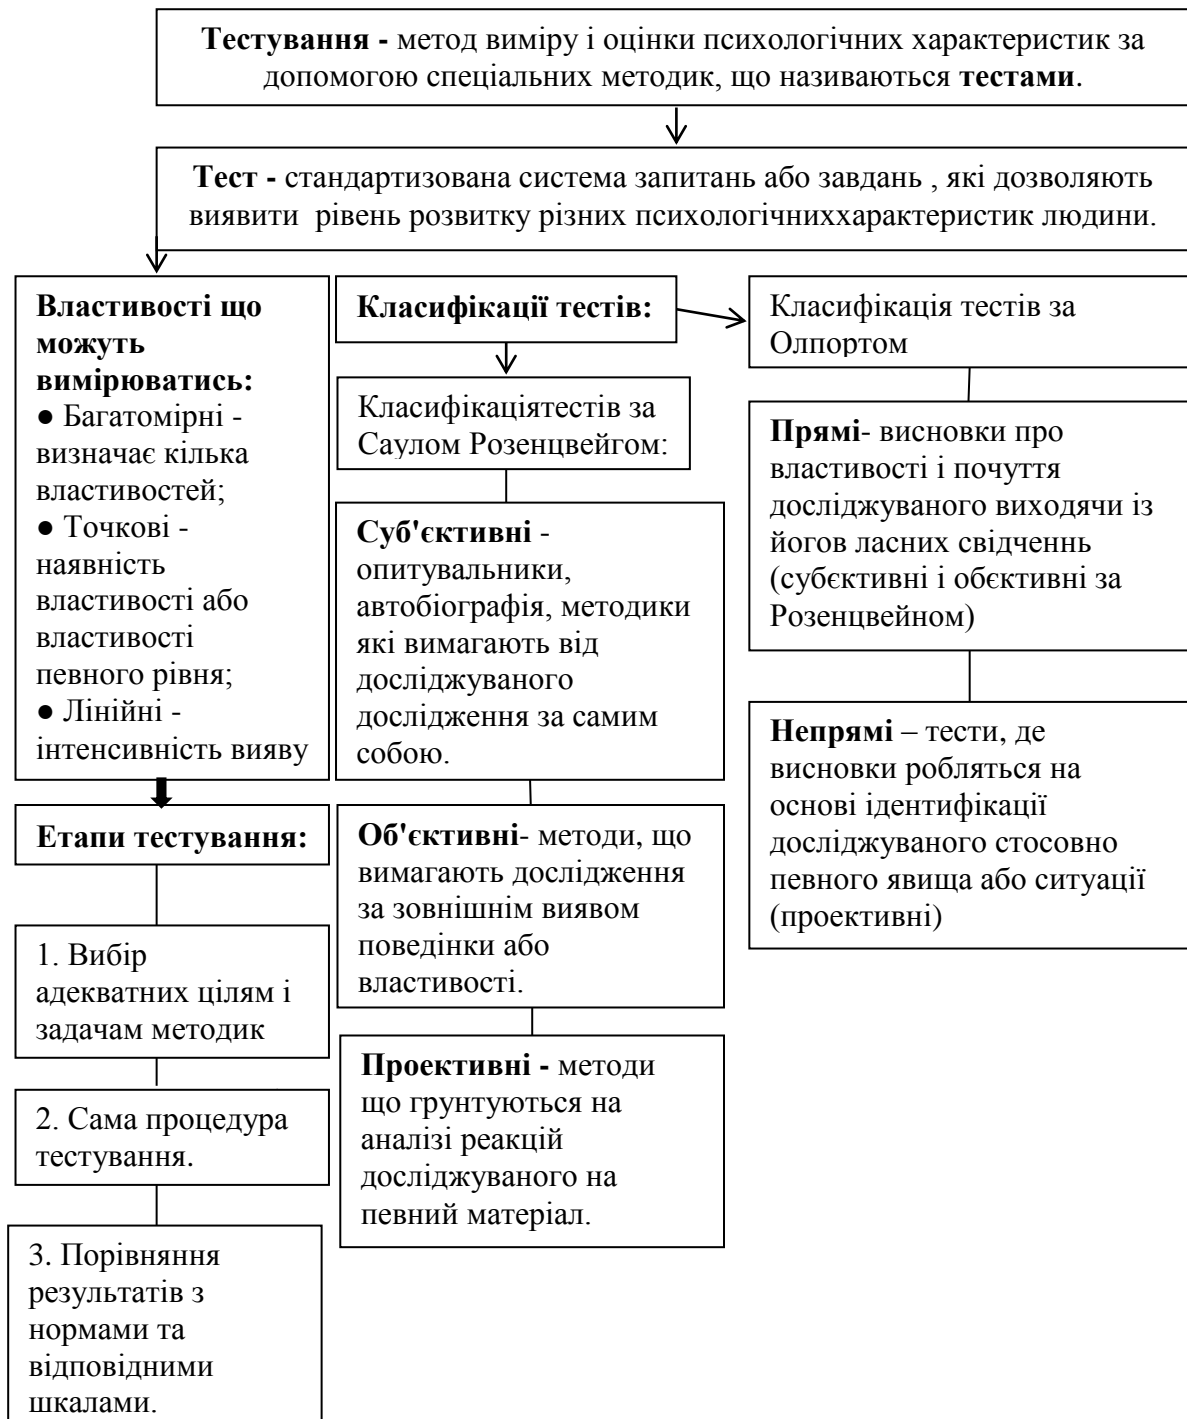 Тестування - метод виміру і оцінки психологічних характеристик за
допомогою спеціальних методик, що називаються тестами.
Тест - стандартизована система запитань або завдань , які дозволяють
виявити рівень розвитку різних психологічниххарактеристик людини.
Властивості що
можуть
вимірюватись:
● Багатомірні -
визначає кілька
властивостей;
● Точкові -
наявність
властивості або
властивості
певного рівня;
● Лінійні -
інтенсивність вияву
Етапи тестування:
1. Вибір
адекватних цілям і
задачам методик
2. Сама процедура
тестування.
3. Порівняння
результатів з
нормами та
відповідними
шкалами.
Класифікації тестів:
Класифікаціятестів за
Саулом Розенцвейгом:
Суб'єктивні -
опитувальники,
автобіографія, методики
які вимагають від
досліджуваного
дослідження за самим
собою.
Об'єктивні- методи, що
вимагають дослідження
за зовнішнім виявом
поведінки або
властивості.
Проективні - методи
що грунтуються на
аналізі реакцій
досліджуваного на
певний матеріал.
Класифікація тестів за
Олпортом
Прямі- висновки про
властивості і почуття
досліджуваного виходячи із
йогов ласних свідченнь
(субєктивні і обєктивні за
Розенцвейном)
Непрямі – тести, де
висновки робляться на
основі ідентифікації
досліджуваного стосовно
певного явища або ситуації
(проективні)